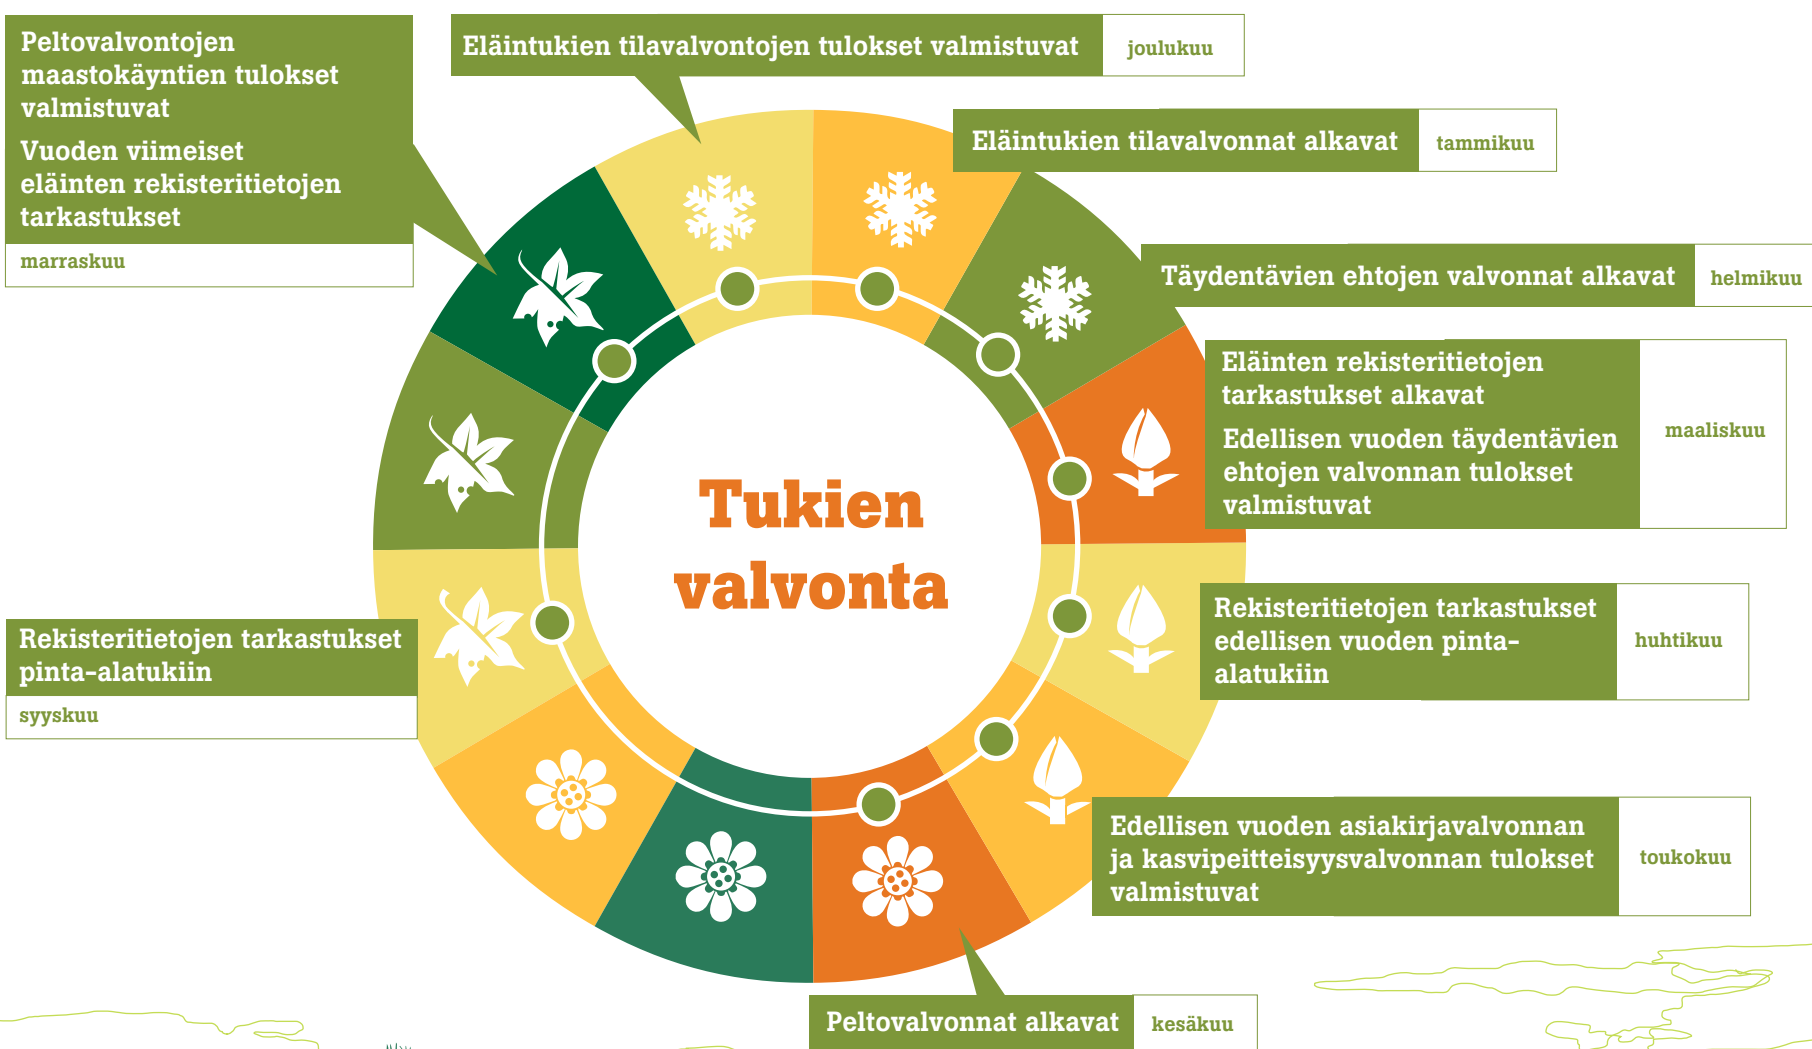 Peltovalvontojen
maastokäyntien tulokset
valmistuvat
Vuoden viimeiset
eläinten rekisteritietojen
tarkastukset
marraskuu
Eläintukien tilavalvontojen tulokset valmistuvat
joulukuu
Eläintukien tilavalvonnat alkavat
tammikuu
Täydentävien ehtojen valvonnat alkavat
helmikuu
Eläinten rekisteritietojen
tarkastukset alkavat
Edellisen vuoden täydentävien
ehtojen valvonnan tulokset
valmistuvat
maaliskuu
Tukien
valvonta
Rekisteritietojen tarkastukset
edellisen vuoden pinta-
alatukiin
huhtikuu
Rekisteritietojen tarkastukset
pinta-alatukiin
syyskuu
Edellisen vuoden asiakirjavalvonnan
ja kasvipeitteisyysvalvonnan tulokset
valmistuvat
toukokuu
Peltovalvonnat alkavat
kesäkuu